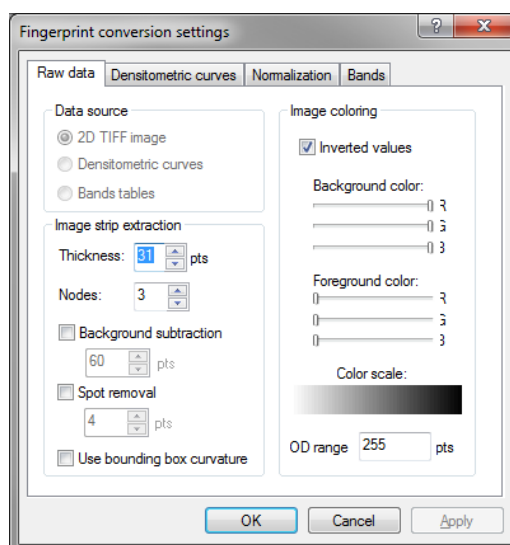 Fingerprint conversion settings
?
X
Raw data
Densitometric curves
Normalization
Bands
Data source
2D TIFF image
Densitometric curves
Bands tables
Image strip extraction
Thickness: 31 pts
Nodes: 3
Background subtraction
60 pts
Spot removal
4 pts
Use bounding box curvature
Image coloring
Inverted values
Background color:
R
Foreground color:
R
Color scale:
OD range 255 pts
OK
Cancel
Apply